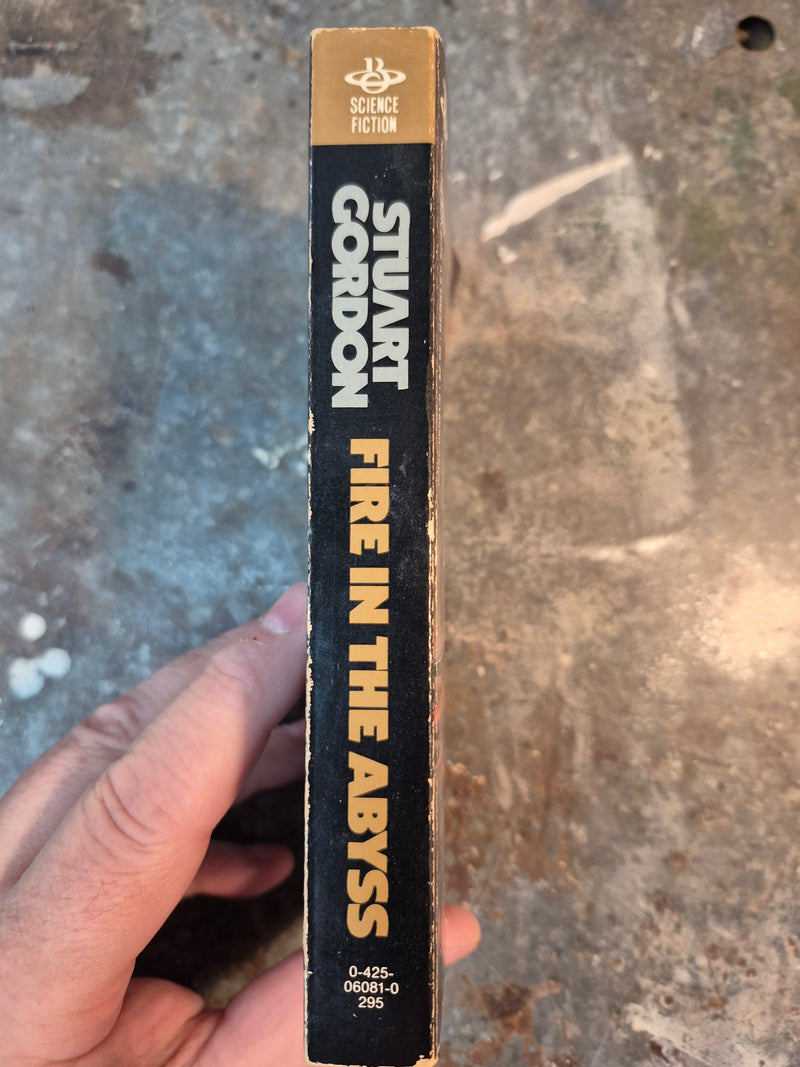 SCIENCE
FICTION
STUART
GORDON
FIRE IN THE ABYSS
0-425-
06081-0
295